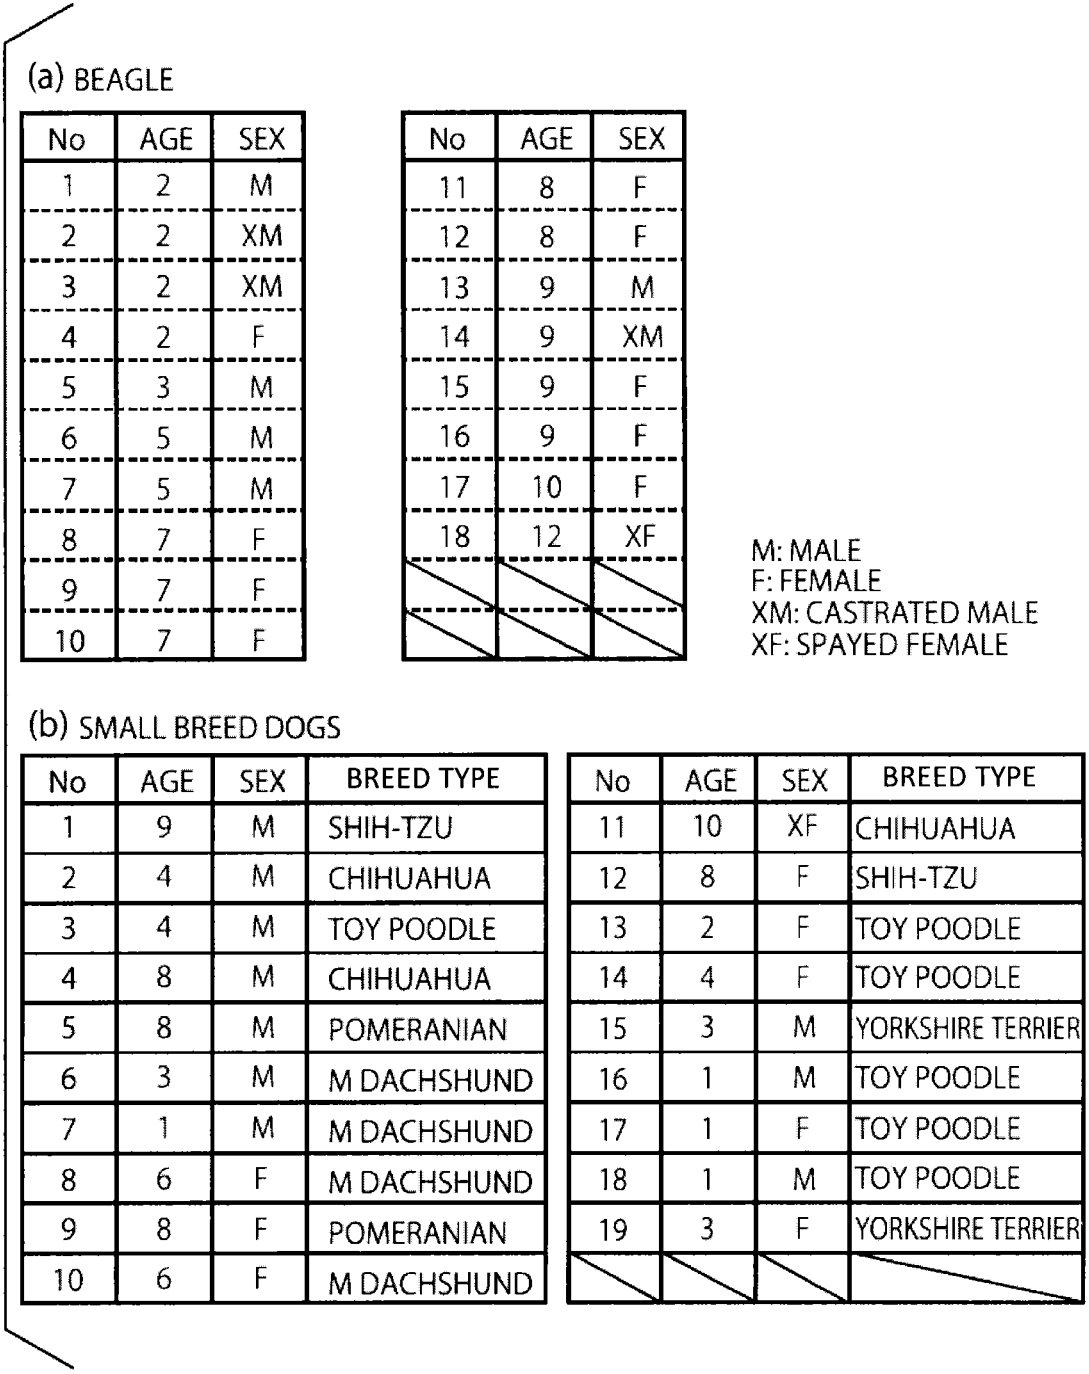 (a) BEAGLE
No AGE SEX
1 2 M
2 2 XM
3 2 XM
4 2 F
5 3 M
6 5 M
7 5 M
8 7 F
9 7 F
10 7 F
No AGE SEX
11 8 F
12 8 F
13 9 M
14 9 XM
15 9 F
16 9 F
17 10 F
18 12 XF
M: MALE
F: FEMALE
XM: CASTRATED MALE
XF: SPAYED FEMALE
(b) SMALL BREED DOGS
No AGE SEX BREED TYPE
1 9 M SHIH-TZU
2 4 M CHIHUAHUA
3 4 M TOY POODLE
4 8 M CHIHUAHUA
5 8 M POMERANIAN
6 3 M M DACHSHUND
7 1 M M DACHSHUND
8 6 F M DACHSHUND
9 8 F POMERANIAN
10 6 F M DACHSHUND
No AGE SEX BREED TYPE
11 10 XF CHIHUAHUA
12 8 F SHIH-TZU
13 2 F TOY POODLE
14 4 F TOY POODLE
15 3 M YORKSHIRE TERRIER
16 1 M TOY POODLE
17 1 F TOY POODLE
18 1 M TOY POODLE
19 3 F YORKSHIRE TERRIER